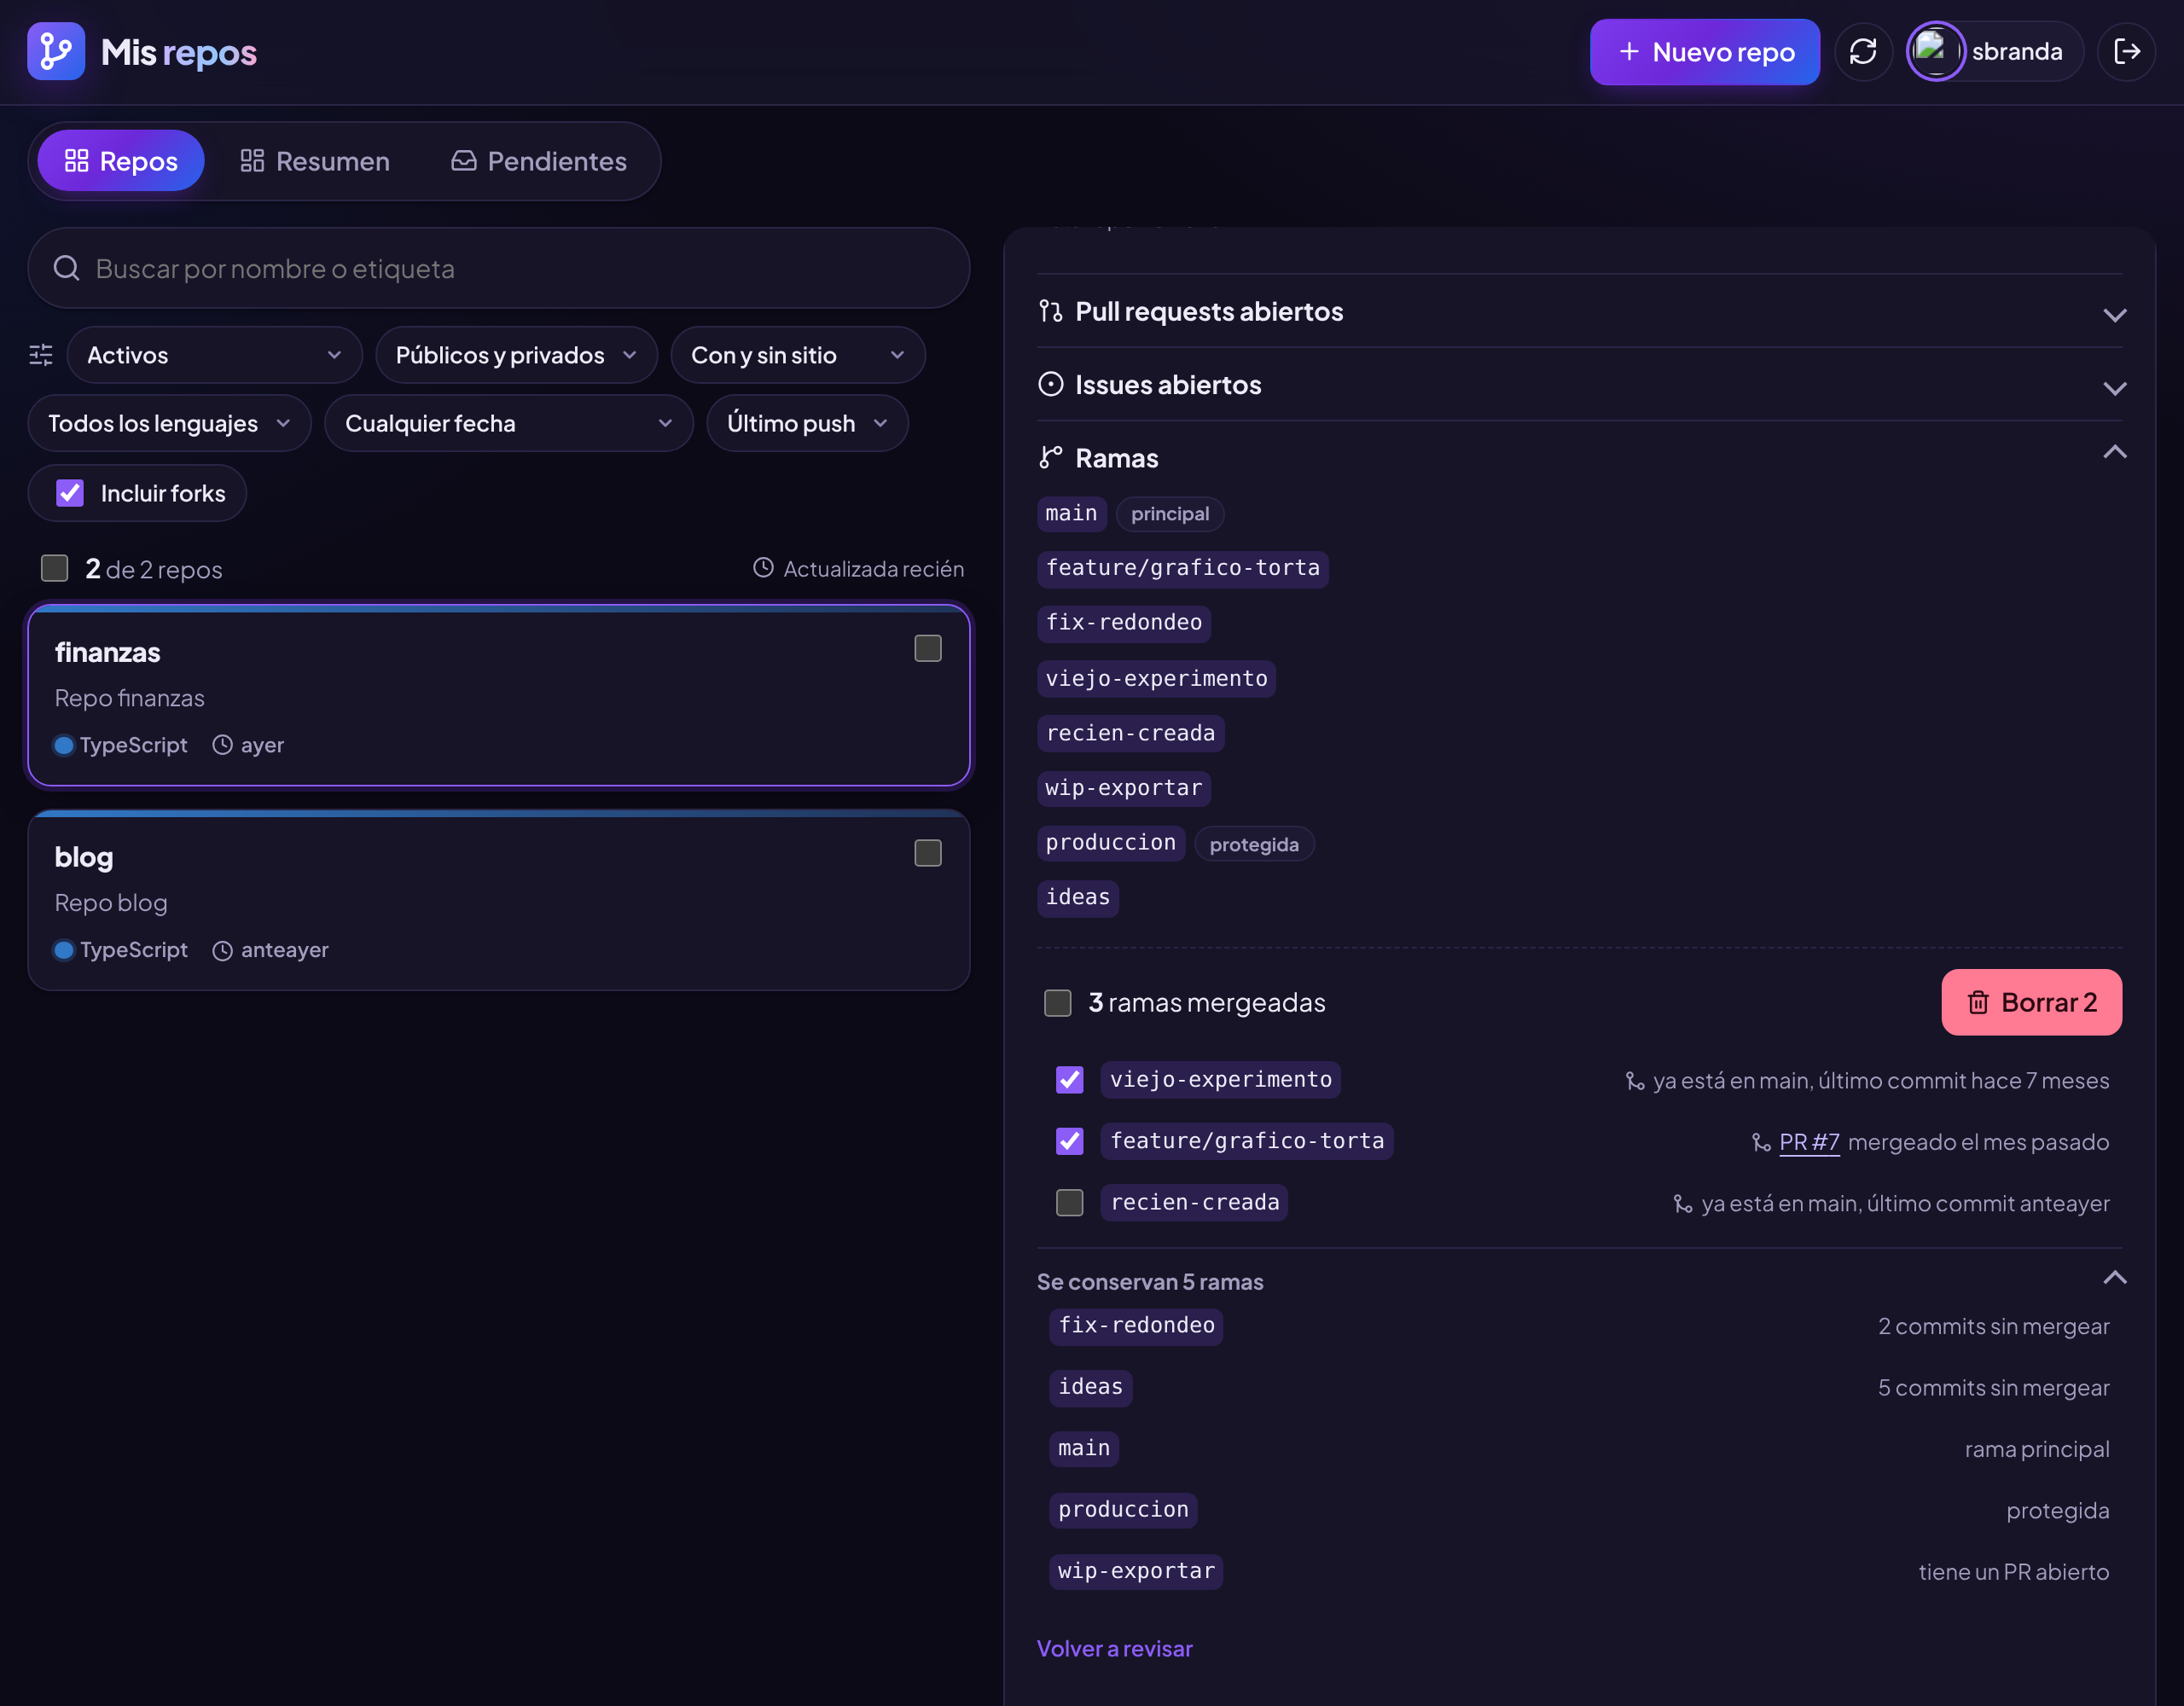 Mis repos
Nuevo repo
sbranda
Repos
Resumen
Pendientes
Buscar por nombre o etiqueta
Activos
Públicos y privados
Con y sin sitio
Todos los lenguajes
Cualquier fecha
Último push
Incluir forks
2 de 2 repos
Actualizada recién
finanzas
Repo finanzas
TypeScript
ayer
blog
Repo blog
TypeScript
anteayer
Pull requests abiertos
Issues abiertos
Ramas
main principal
feature/grafico-torta
fix-redondeo
viejo-experimento
recien-creada
wip-exportar
produccion protegida
ideas
3 ramas mergeadas
Borrar 2
viejo-experimento
ya está en main, último commit hace 7 meses
feature/grafico-torta
PR #7 mergeado el mes pasado
recien-creada
ya está en main, último commit anteayer
Se conservan 5 ramas
fix-redondeo
2 commits sin mergear
ideas
5 commits sin mergear
main
rama principal
produccion
protegida
wip-exportar
tiene un PR abierto
Volver a revisar